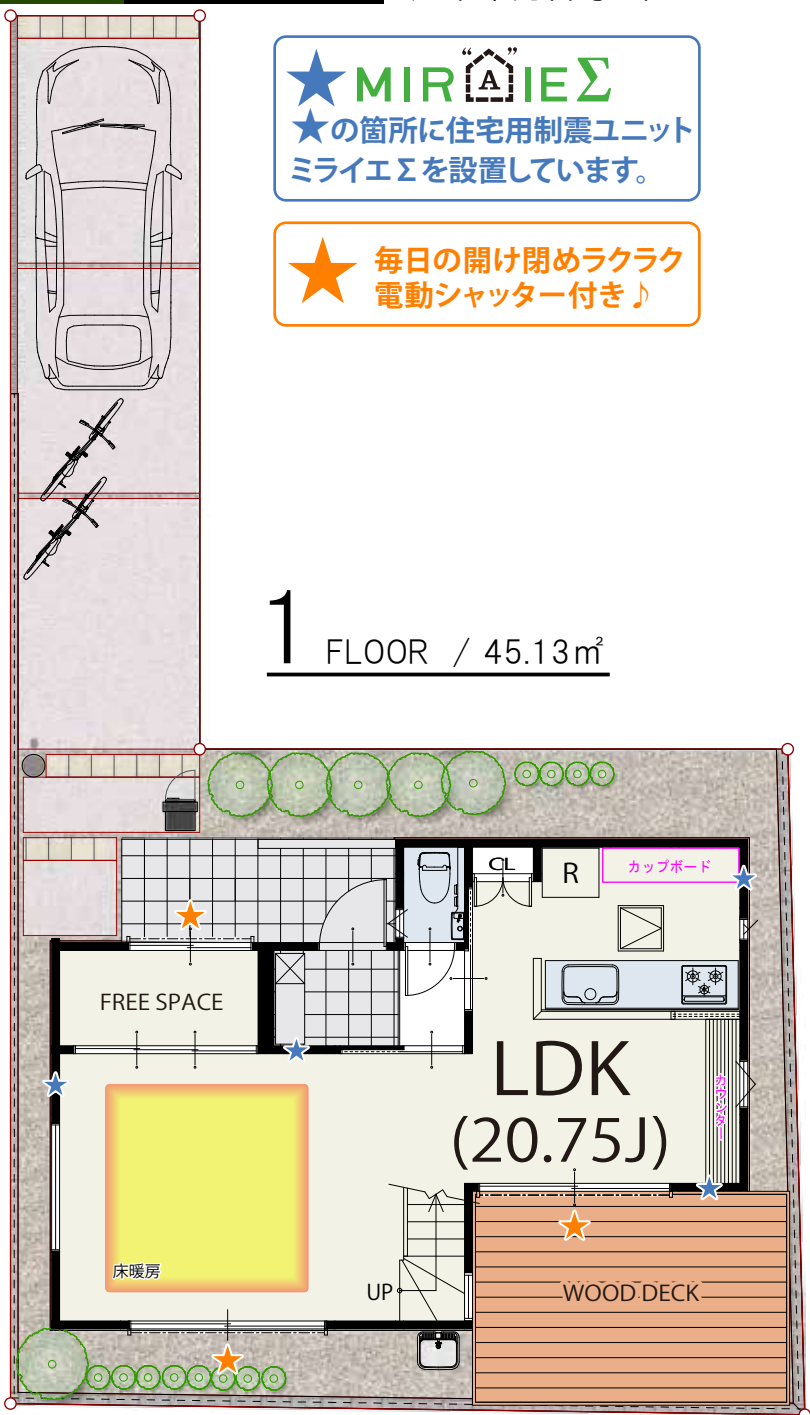 ★MIR"A"IEΣ
★の箇所に住宅用制震ユニット
ミライエΣを設置しています。
★ 毎日の開け閉めラクラク
電動シャッター付き♪
1 FLOOR / 45.13㎡
CL
R
カップボード
FREE SPACE
LDK
(20.75J)
カウンター
床暖房
UP
WOOD DECK